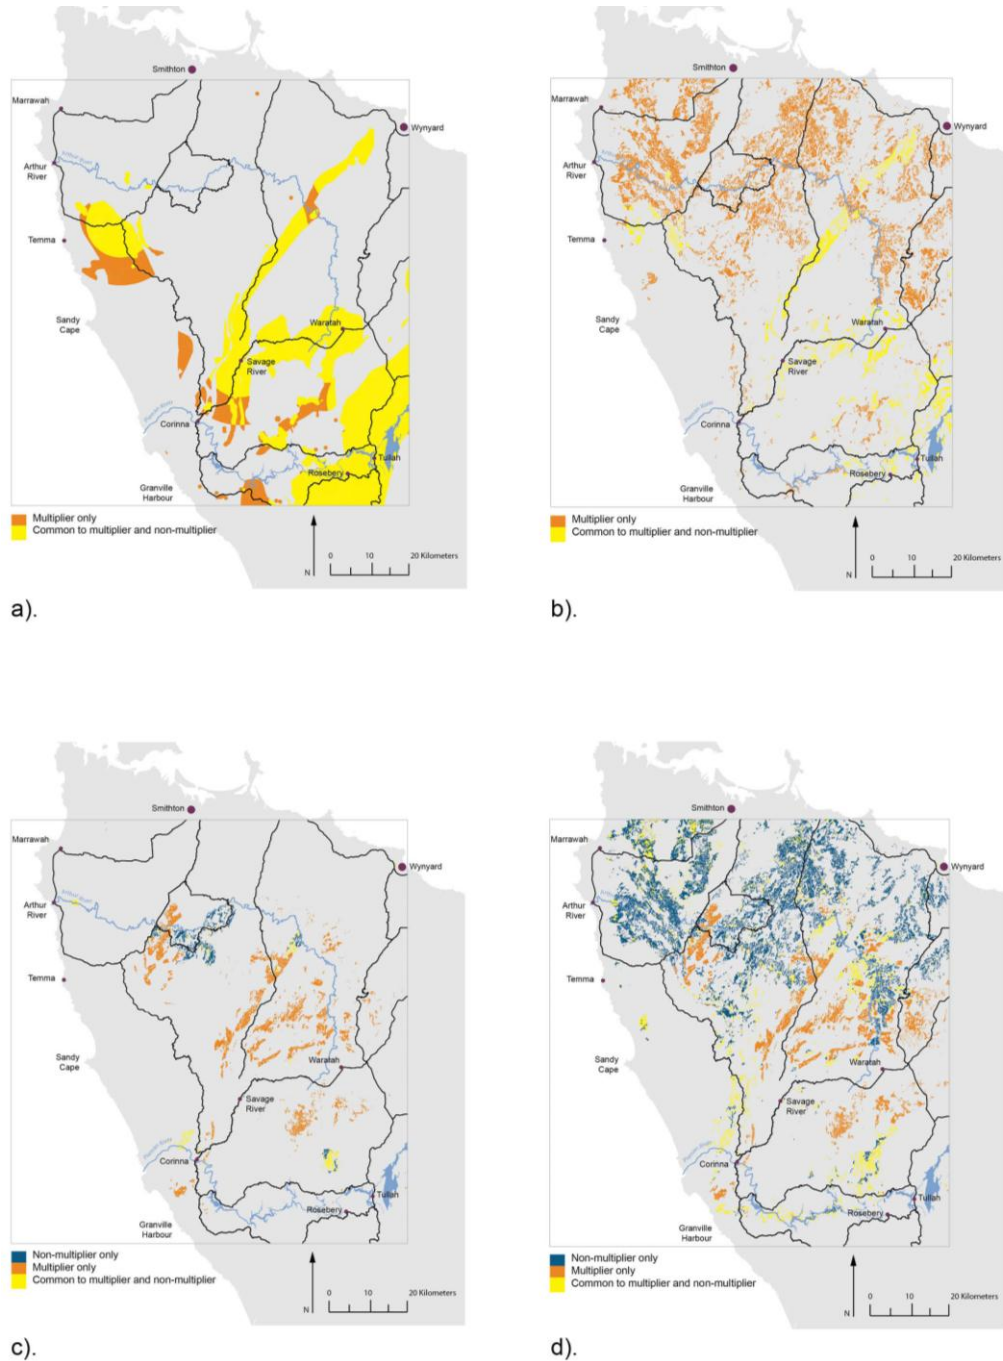 Smithton
Marrawah
Wynyard
Arthur River
Arthur
River
Temma
Sandy
Cape
Waratah
Savage
River
Corinna
Tullah
Rosebery
Granville
Harbour
Multiplier only
Common to multiplier and non-multiplier
N
0 10 20 Kilometers
a).
Smithton
Marrawah
Wynyard
Arthur
River
Temma
Sandy
Cape
Waratah
Savage
River
Corinna
Tullah
Rosebery
Granville
Harbour
Multiplier only
Common to multiplier and non-multiplier
N
0 10 20 Kilometers
b).
Smithton
Marrawah
Wynyard
Arthur River
Arthur
River
Temma
Sandy
Cape
Waratah
Savage
River
Corinna
Tullah
Rosebery
Granville
Harbour
Non-multiplier only
Multiplier only
Common to multiplier and non-multiplier
N
0 10 20 Kilometers
c).
Smithton
Marrawah
Wynyard
Arthur
River
Temma
Sandy
Cape
Waratah
Savage
River
Corinna
Tullah
Rosebery
Granville
Harbour
Non-multiplier only
Multiplier only
Common to multiplier and non-multiplier
N
0 10 20 Kilometers
d).